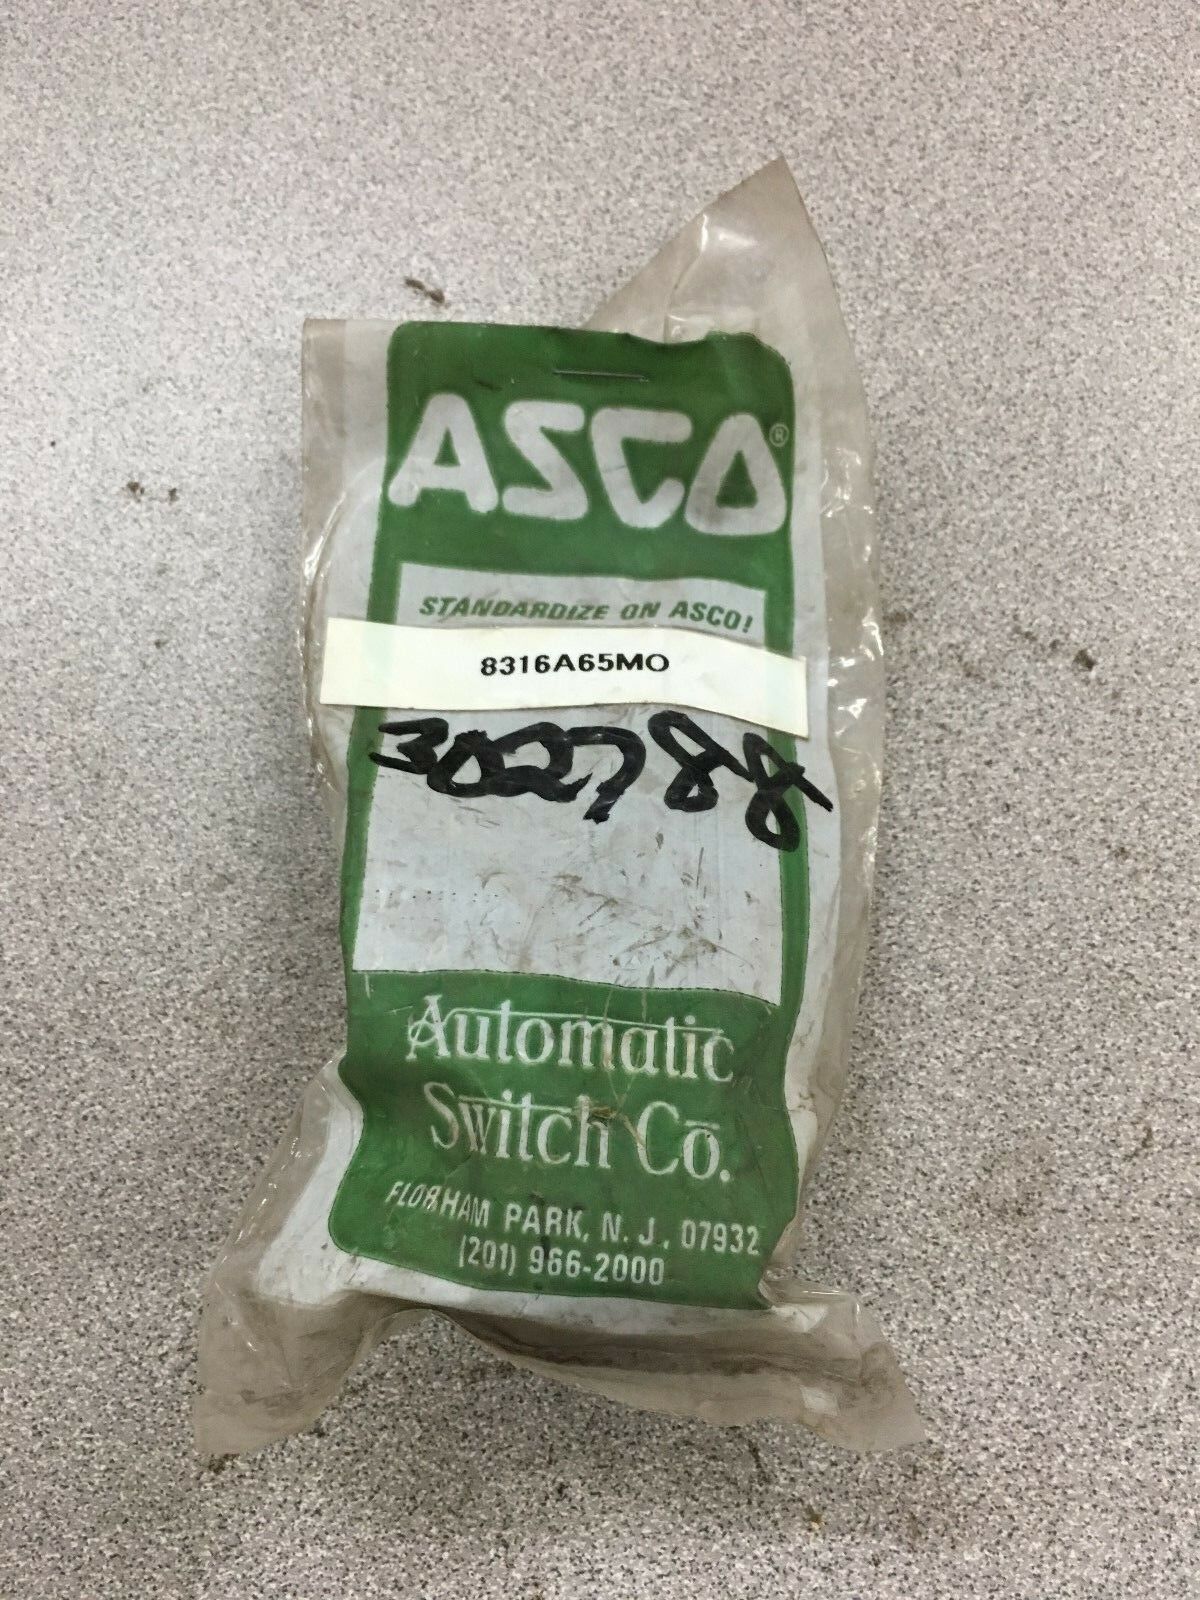 ASCO®
STANDARDIZE ON ASCO!
8316A65MO
302788
Automatic
Switch Co.
FLORHAM PARK, N. J. 07932
(201) 966-2000